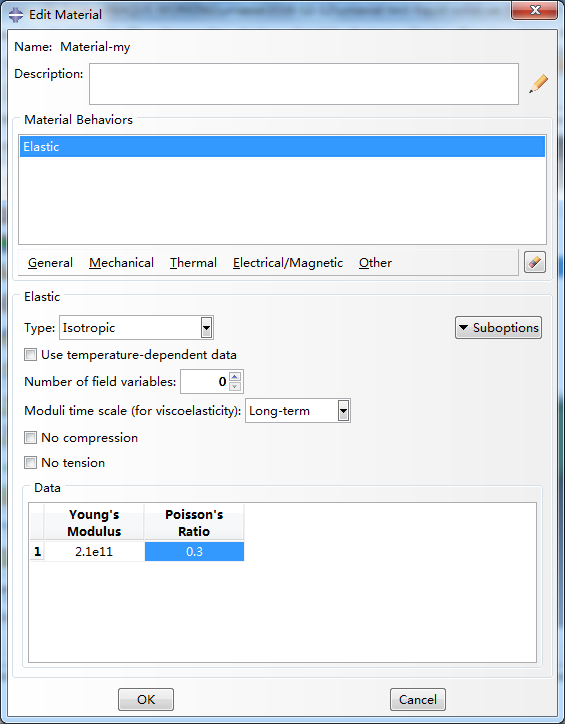 Edit Material
Name: Material-my
Description:
Material Behaviors
Elastic
General Mechanical Thermal Electrical/Magnetic Other
Elastic
Type: Isotropic
Suboptions
Use temperature-dependent data
Number of field variables: 0
Moduli time scale (for viscoelasticity): Long-term
No compression
No tension
Data
Young's Poisson's
Modulus Ratio
1 2.1e11 0.3
OK Cancel